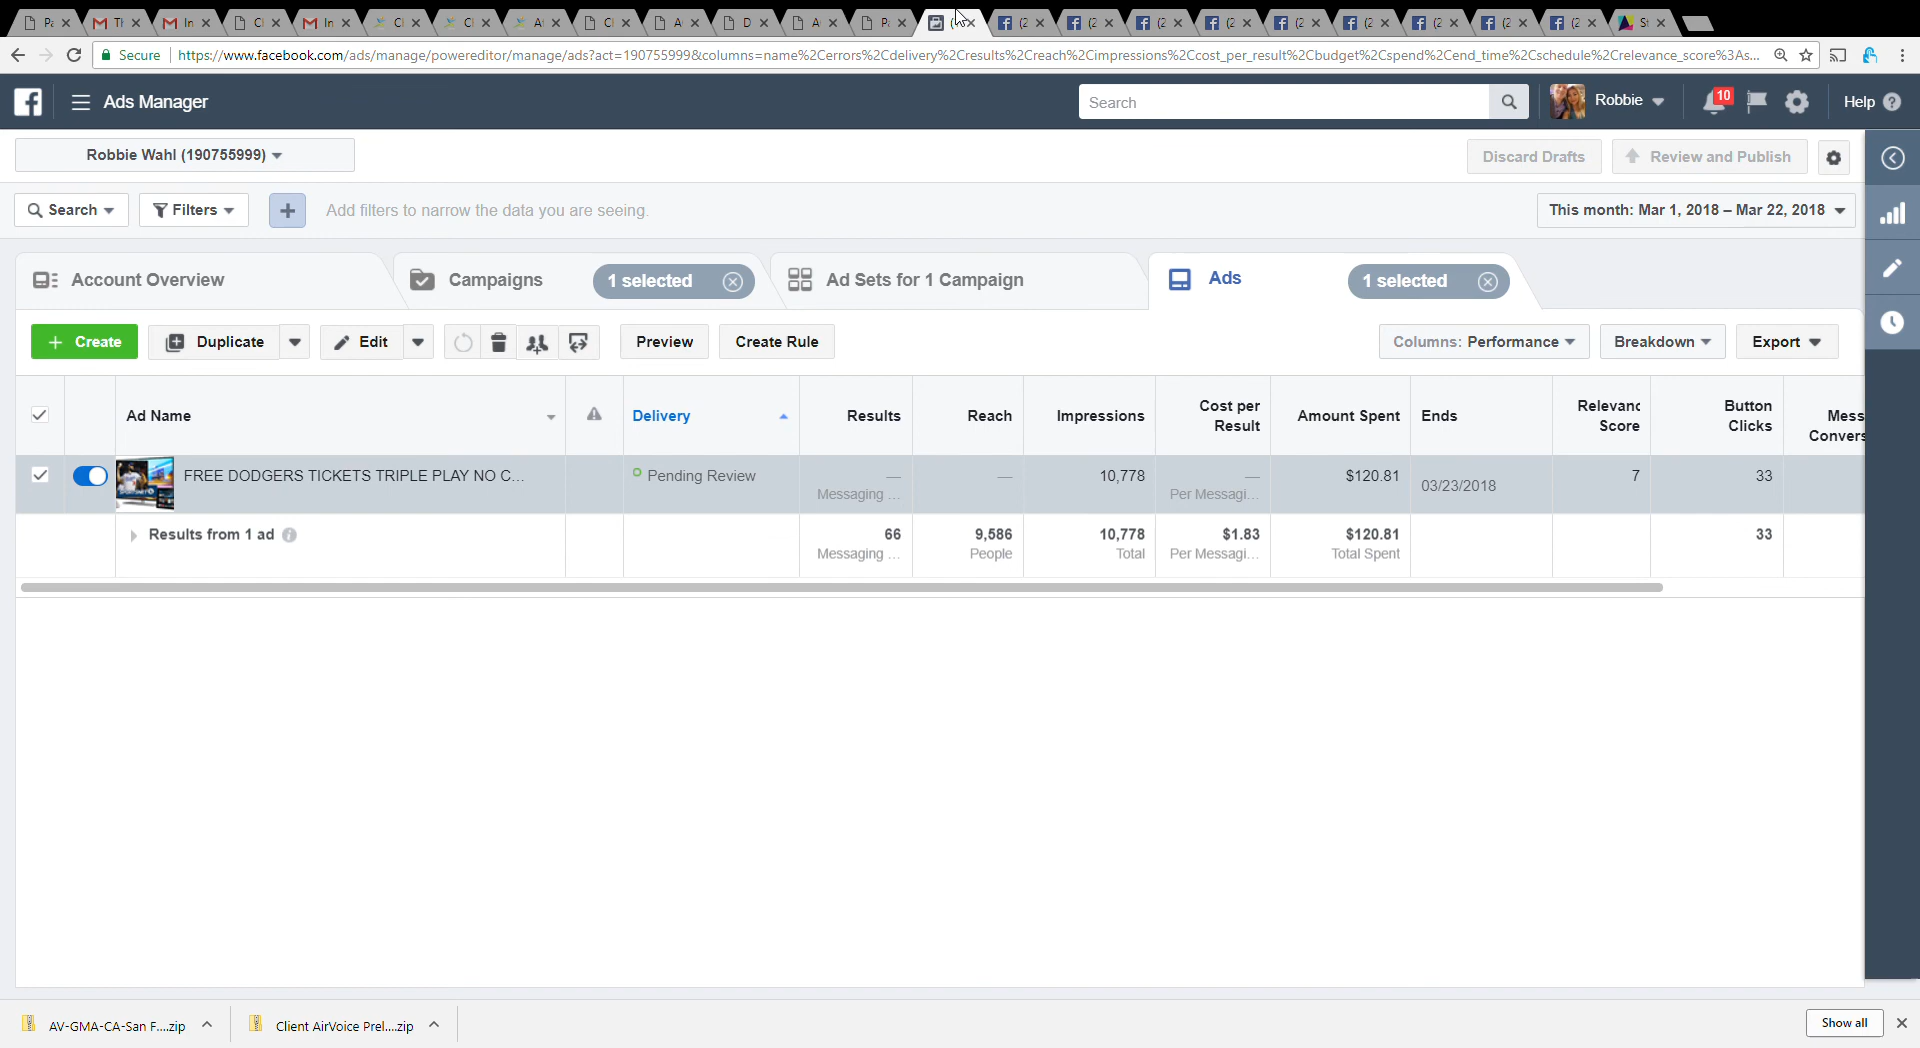 Secure https://www.facebook.com/ads/manage/powereditor/manage/ads?act=190755999&columns=name%2Cerrors%2Cdelivery%2Cresults%2Creach%2Cimpressions%2Ccost_per_result%2Cbudget%2Cspend%2Cend_time%2Cschedule%2Crelevance_score%3As...
Ads Manager
Search
Robbie
10
Help
Robbie Wahl (190755999)
Discard Drafts
Review and Publish
Search
Filters
Add filters to narrow the data you are seeing.
This month: Mar 1, 2018 – Mar 22, 2018
Account Overview
Campaigns
1 selected
Ad Sets for 1 Campaign
Ads
1 selected
+ Create
Duplicate
Edit
Preview
Create Rule
Columns: Performance
Breakdown
Export
Ad Name
Delivery
Results
Reach
Impressions
Cost per
Result
Amount Spent
Ends
Relevanc
Score
Button
Clicks
Mess
Convers
FREE DODGERS TICKETS TRIPLE PLAY NO C...
Pending Review
—
Messaging ...
—
10,778
—
Per Messagi...
$120.81
03/23/2018
7
33
Results from 1 ad
66
Messaging ...
9,586
People
10,778
Total
$1.83
Per Messagi...
$120.81
Total Spent
33
AV-GMA-CA-San F....zip
Client AirVoice Prel....zip
Show all